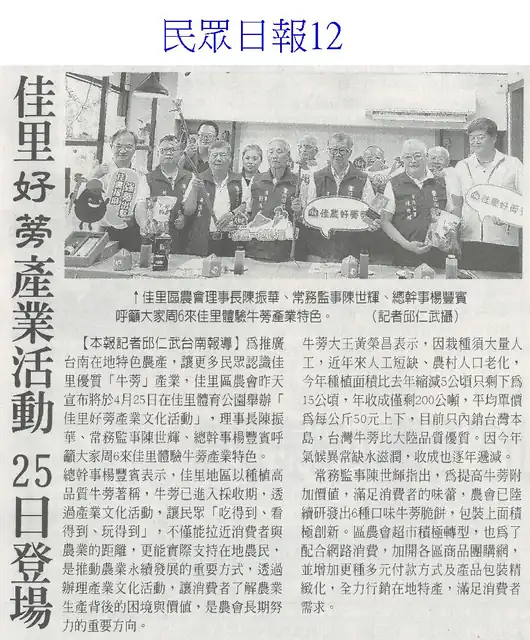 民眾日報12
佳里好蒡產業活動 25日登場
佳農好蒡
↑佳里區農會理事長陳振華、常務監事陳世輝、總幹事楊豐賓
呼籲大家周6來佳里體驗牛蒡產業特色。 （記者邱仁武攝）
【本報記者邱仁武台南報導】為推廣
台南在地特色農產，讓更多民眾認識佳
里優質「牛蒡」產業，佳里區農會昨天
宣布將於4月25日在佳里體育公園舉辦「
佳里好蒡產業文化活動」，理事長陳振
華、常務監事陳世輝、總幹事楊豐賓呼
籲大家周6來佳里體驗牛蒡產業特色。
總幹事楊豐賓表示，佳里地區以種植高
品質牛蒡著稱，牛蒡已進入採收期，透
過產業文化活動，讓民眾「吃得到、看
得到、玩得到」，不僅能拉近消費者與
農業的距離，更能實際支持在地農民，
是推動農業永續發展的重要方式，透過
辦理產業文化活動，讓消費者了解農業
生產背後的困境與價值，是農會長期努
力的重要方向。
牛蒡大王黃榮昌表示，因栽種須大量人
工，近年來人工短缺、農村人口老化，
今年種植面積比去年縮減5公頃只剩下為
15公頃，年收成僅剩200公噸，平均單價
為每公斤50元上下，目前只內銷台灣本
島，台灣牛蒡比大陸品質優質。因今年
氣候異常缺水滋潤，收成也逐年遞減。
常務監事陳世輝指出，為提高牛蒡附
加價值，滿足消費者的味蕾，農會已陸
續研發出6種口味牛蒡脆餅，包裝上面積
極創新。區農會超市積極轉型，也為了
配合網路消費，加開各區商品團購網，
並增加更種多元付款方式及產品包裝精
緻化，全力行銷在地特產，滿足消費者
需求。